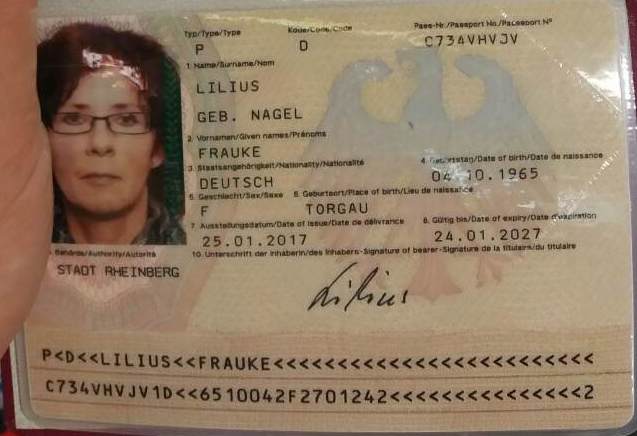 Typ/Type/Type Kode/Code/Code Pass-Nr./Passport No./Passeport N°
P D C734VHVJV
1. Name/Surname/Nom
LILIUS
GEB. NAGEL
2. Vornamen/Given names/Prénoms
FRAUKE
3. Staatsangehörigkeit/Nationality/Nationalité 4. Geburtstag/Date of birth/Date de naissance
DEUTSCH 04.10.1965
5. Geschlecht/Sex/Sexe 6. Geburtsort/Place of birth/Lieu de naissance
F TORGAU
7. Ausstellungsdatum/Date of issue/Date de délivrance 8. Gültig bis/Date of expiry/Date d'expiration
25.01.2017 24.01.2027
9. Behörde/Authority/Autorité 10. Unterschrift der Inhaberin/des Inhabers-Signature of bearer-Signature de la titulaire/du titulaire
STADT RHEINBERG
Lilius
P<D<<LILIUS<<FRAUKE<<<<<<<<<<<<<<<<<<<<<<<<<
C734VHVJV1D<<6510042F2701242<<<<<<<<<<<<<<<2